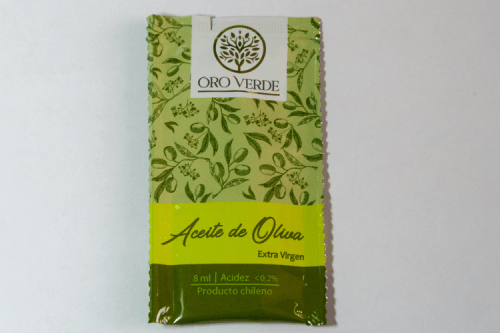 ORO VERDE
Aceite de Oliva
Extra Virgen
8 ml | Acidez <0,2%
Producto chileno